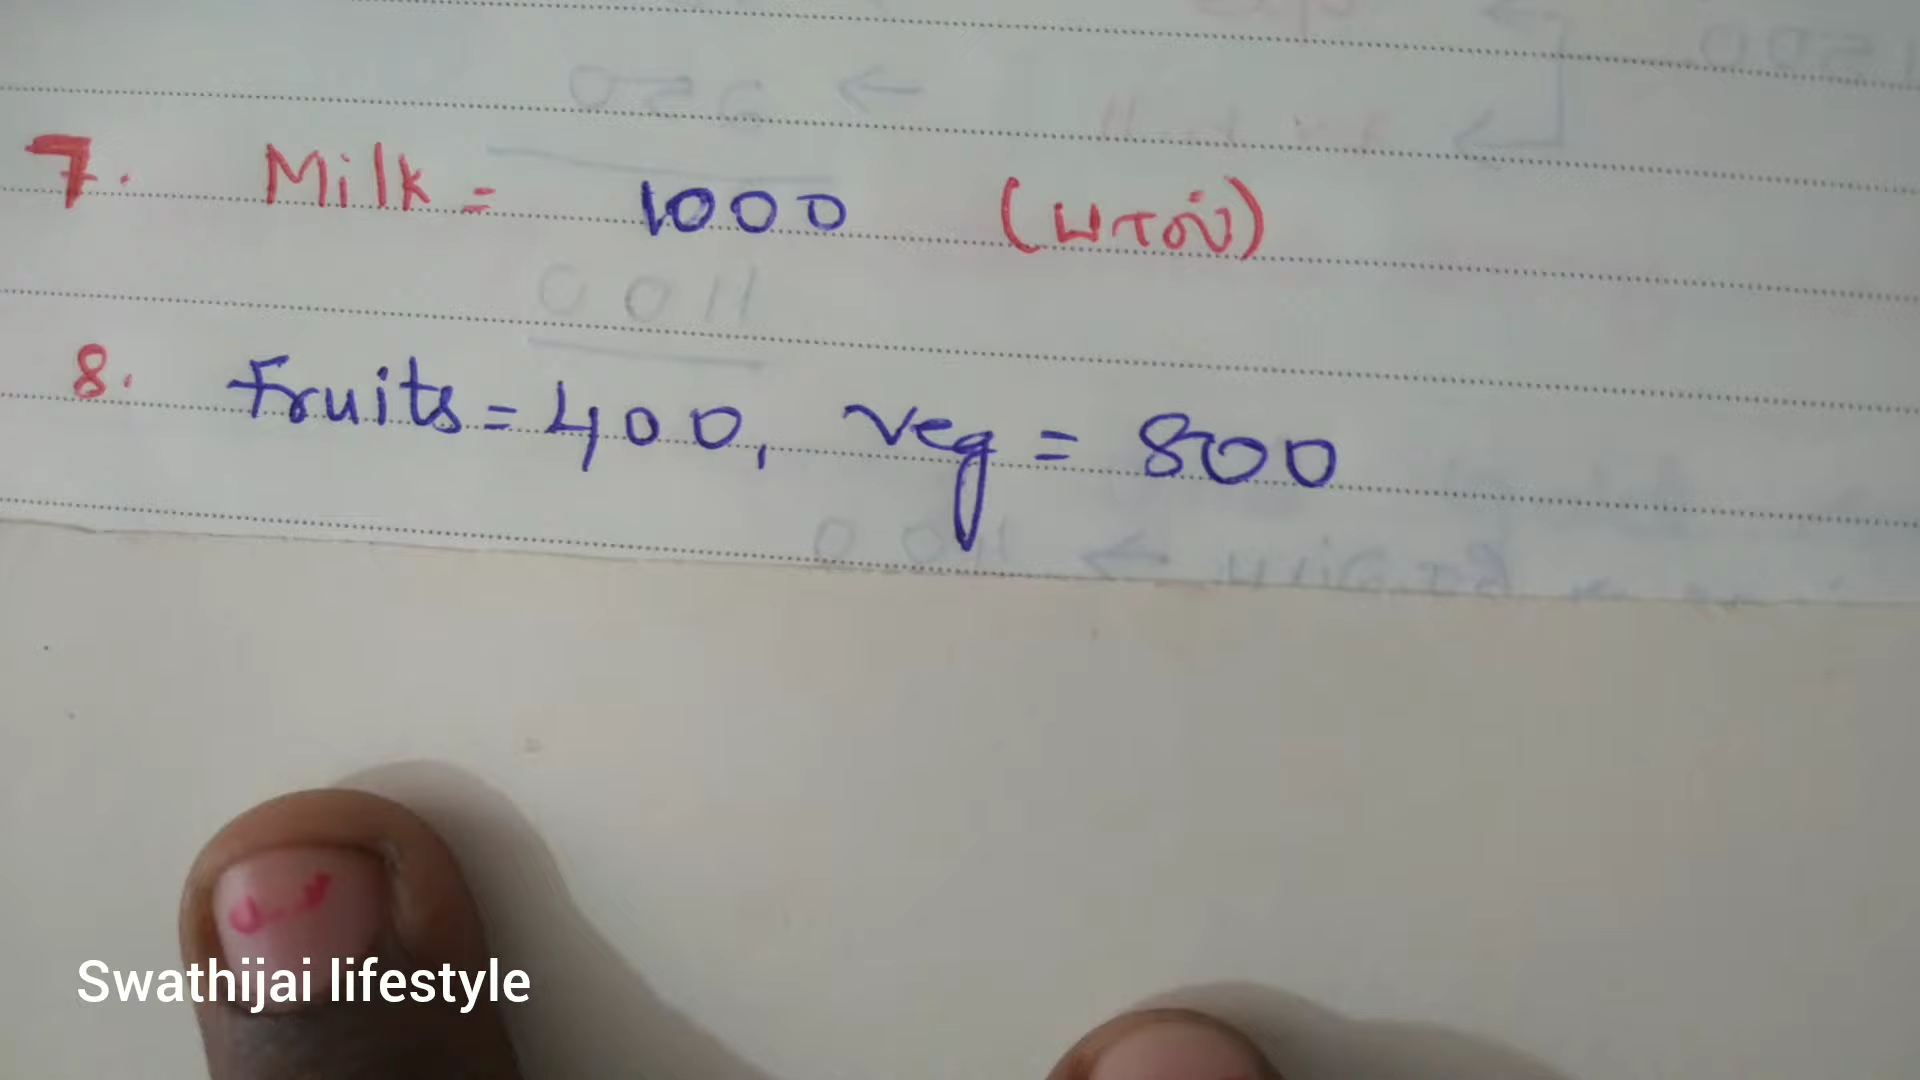 7. Milk = 1000 (பால்)
8. Fruits = 400, veg = 800
Swathijai lifestyle